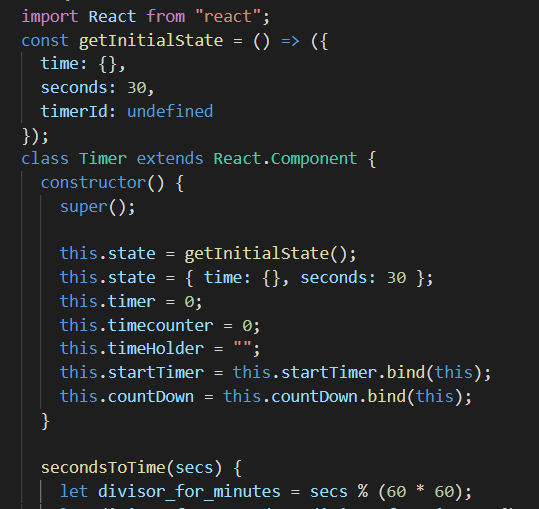 import React from "react";
const getInitialState = () => ({
  time: {},
  seconds: 30,
  timerId: undefined
});
class Timer extends React.Component {
  constructor() {
    super();

    this.state = getInitialState();
    this.state = { time: {}, seconds: 30 };
    this.timer = 0;
    this.timecounter = 0;
    this.timeHolder = "";
    this.startTimer = this.startTimer.bind(this);
    this.countDown = this.countDown.bind(this);
  }

  secondsToTime(secs) {
    let divisor_for_minutes = secs % (60 * 60);